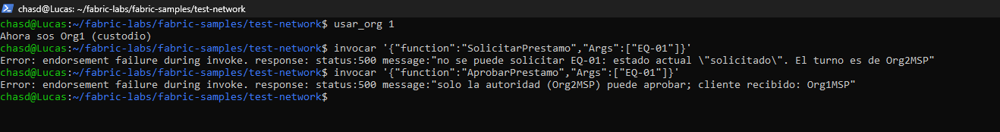 chasd@Lucas: ~/fabric-labs/fabric-samples/test-network
chasd@Lucas:~/fabric-labs/fabric-samples/test-network$ usar_org 1
Ahora sos Org1 (custodio)
chasd@Lucas:~/fabric-labs/fabric-samples/test-network$ invocar '{"function":"SolicitarPrestamo","Args":["EQ-01"]}'
Error: endorsement failure during invoke. response: status:500 message:"no se puede solicitar EQ-01: estado actual \"solicitado\". El turno es de Org2MSP"
chasd@Lucas:~/fabric-labs/fabric-samples/test-network$ invocar '{"function":"AprobarPrestamo","Args":["EQ-01"]}'
Error: endorsement failure during invoke. response: status:500 message:"solo la autoridad (Org2MSP) puede aprobar; cliente recibido: Org1MSP"
chasd@Lucas:~/fabric-labs/fabric-samples/test-network$